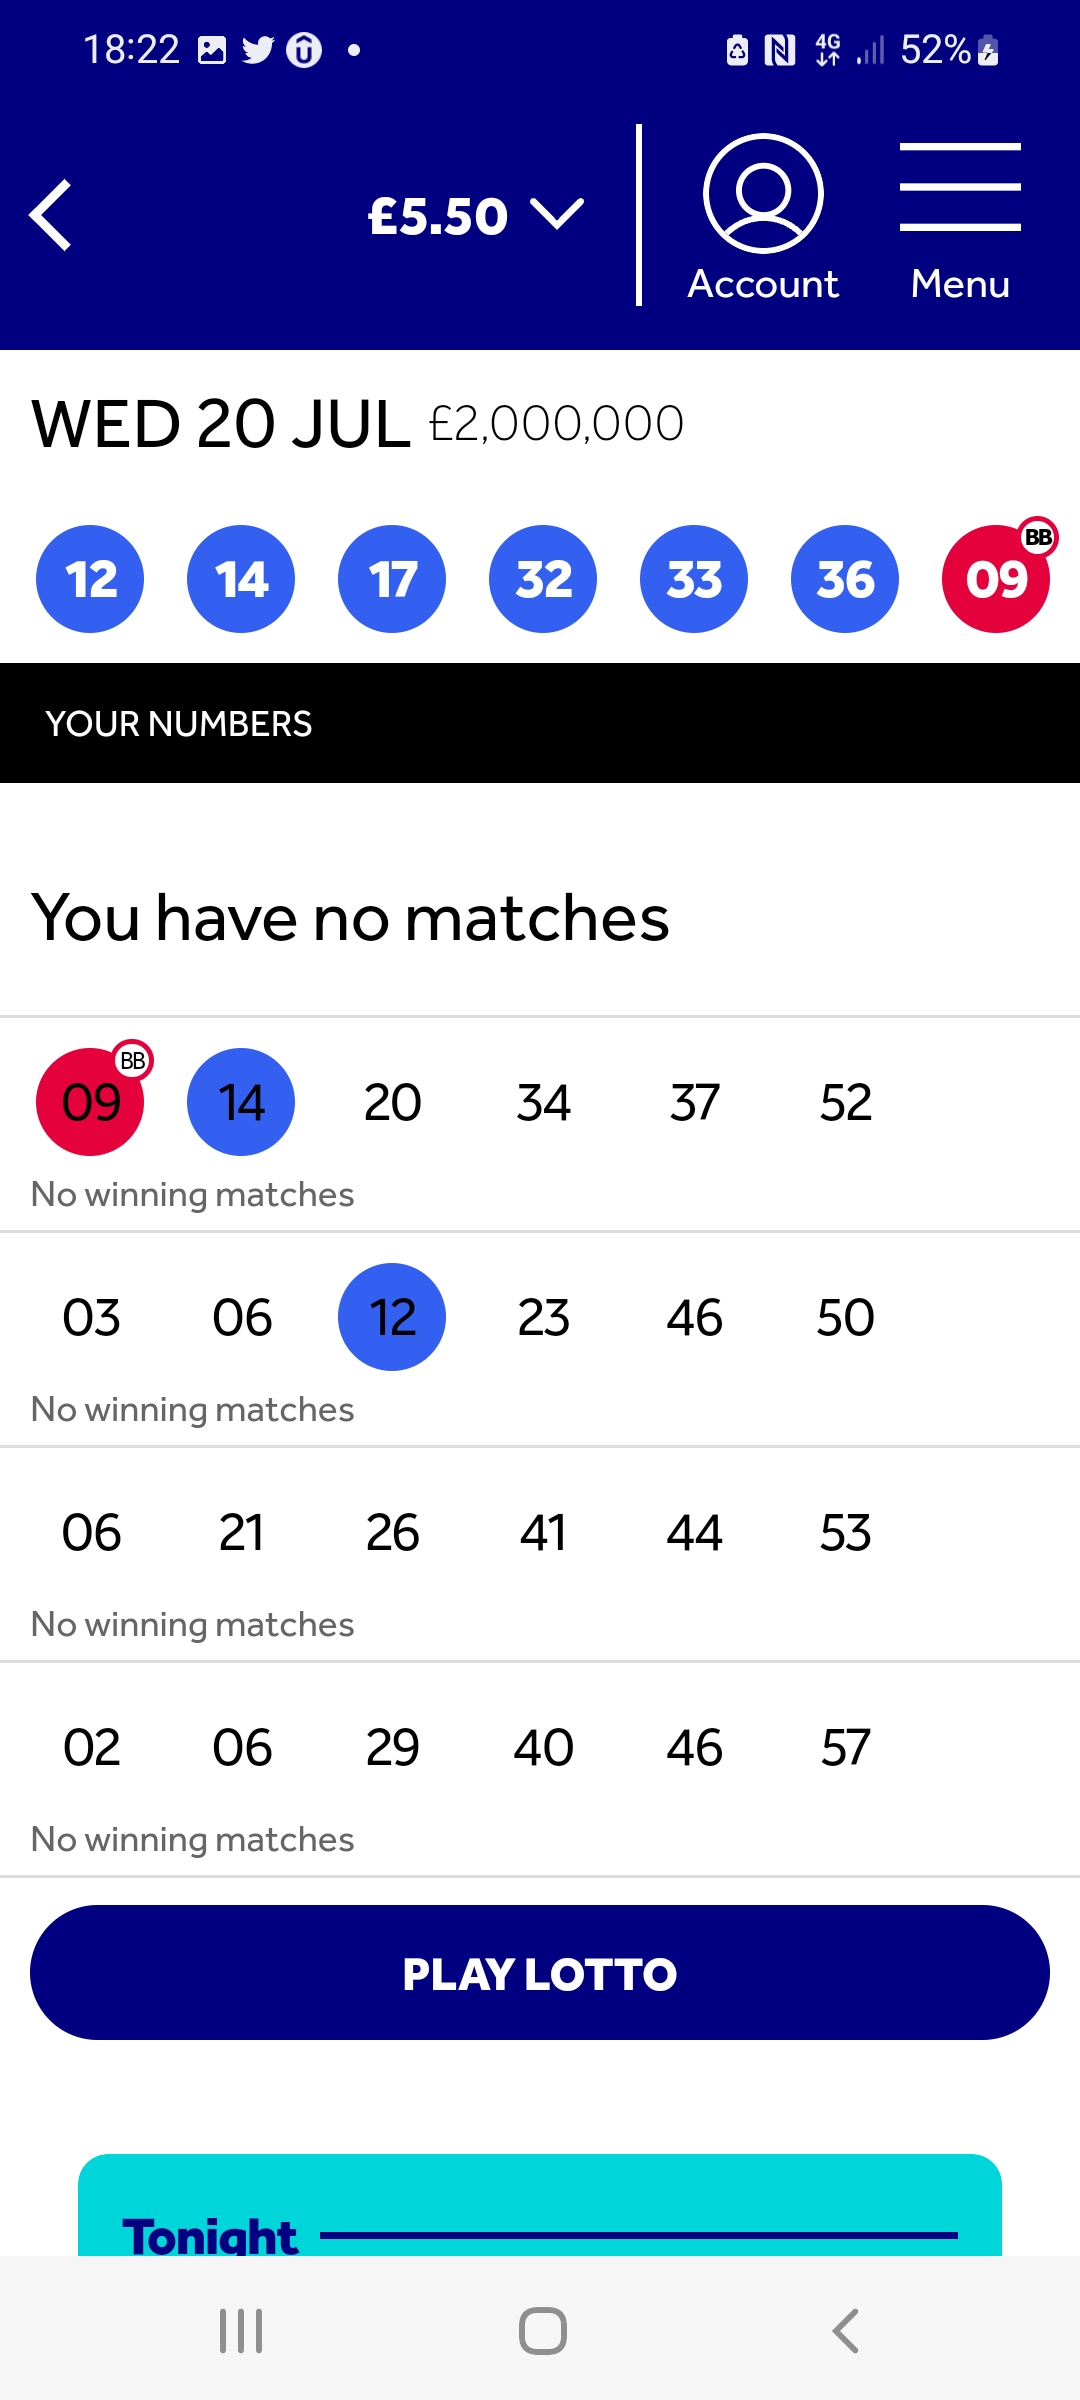 18:22 4G 52%
£5.50
Account Menu
WED 20 JUL £2,000,000
12 14 17 32 33 36 09 BB
YOUR NUMBERS
You have no matches
09 BB 14 20 34 37 52
No winning matches
03 06 12 23 46 50
No winning matches
06 21 26 41 44 53
No winning matches
02 06 29 40 46 57
No winning matches
PLAY LOTTO
Tonight